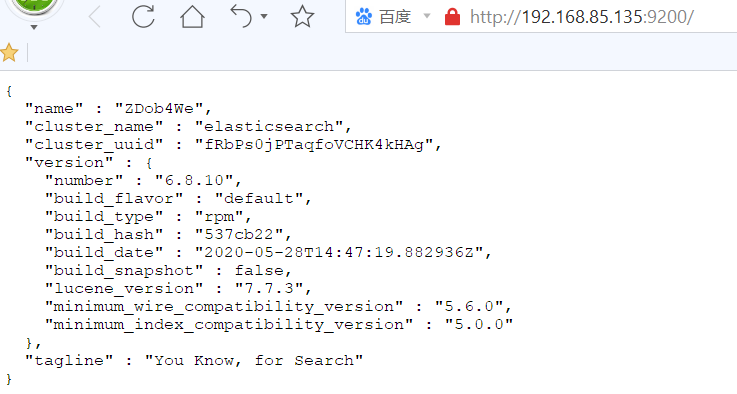 百度 http://192.168.85.135:9200/
{
"name" : "ZDob4We",
"cluster_name" : "elasticsearch",
"cluster_uuid" : "fRbPs0jPTaqfoVCHK4kHAg",
"version" : {
"number" : "6.8.10",
"build_flavor" : "default",
"build_type" : "rpm",
"build_hash" : "537cb22",
"build_date" : "2020-05-28T14:47:19.882936Z",
"build_snapshot" : false,
"lucene_version" : "7.7.3",
"minimum_wire_compatibility_version" : "5.6.0",
"minimum_index_compatibility_version" : "5.0.0"
},
"tagline" : "You Know, for Search"
}